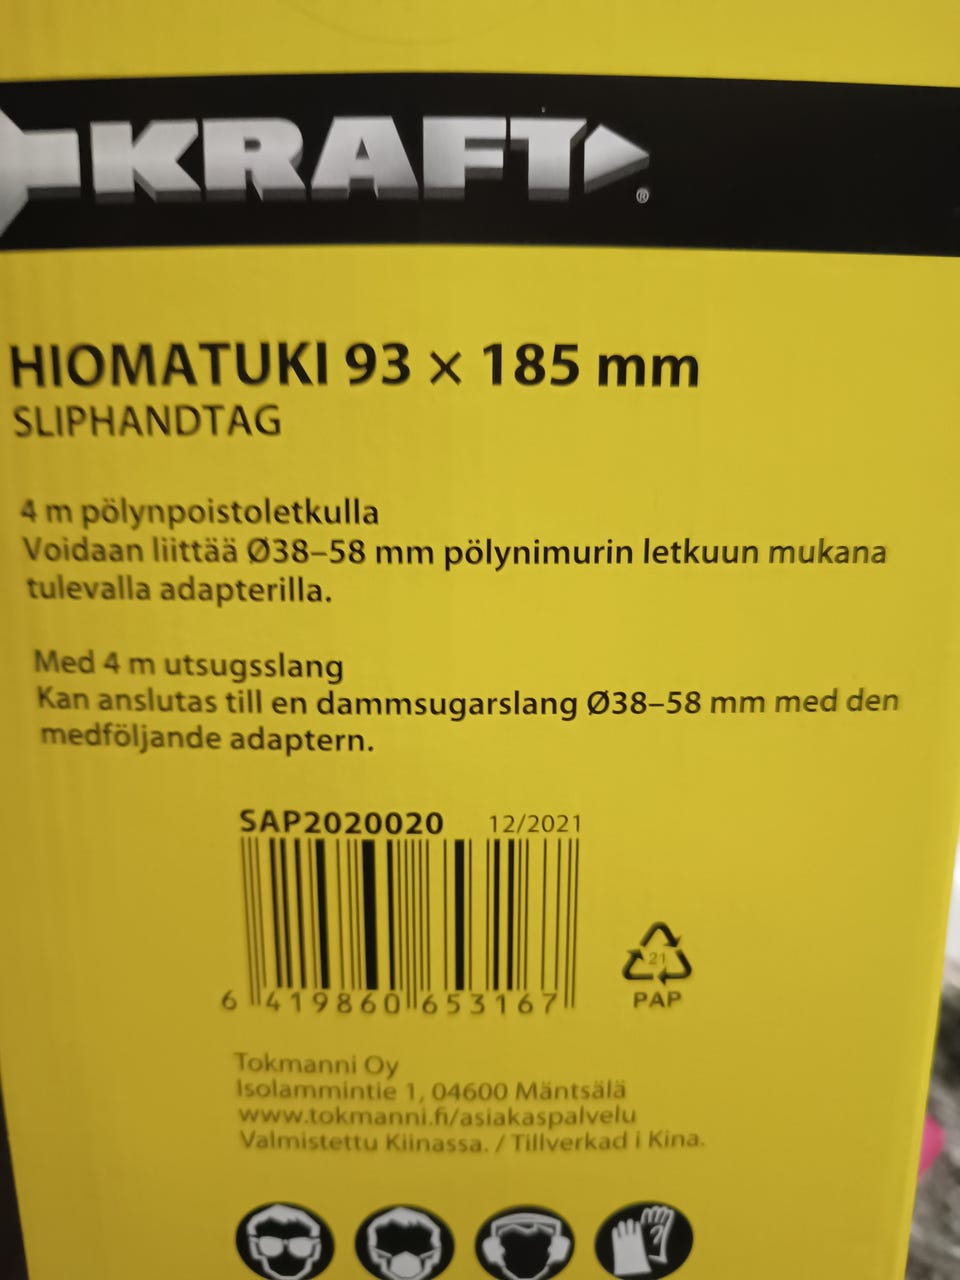 KRAFT
®
HIOMATUKI 93 × 185 mm
SLIPHANDTAG
4 m pölynpoistoletkulla
Voidaan liittää Ø38–58 mm pölynimurin letkuun mukana
tulevalla adapterilla.
Med 4 m utsugsslang
Kan anslutas till en dammsugarslang Ø38–58 mm med den
medföljande adaptern.
SAP2020020 12/2021
6 419860 653167
21
PAP
Tokmanni Oy
Isolammintie 1, 04600 Mäntsälä
www.tokmanni.fi/asiakaspalvelu
Valmistettu Kiinassa. / Tillverkad i Kina.